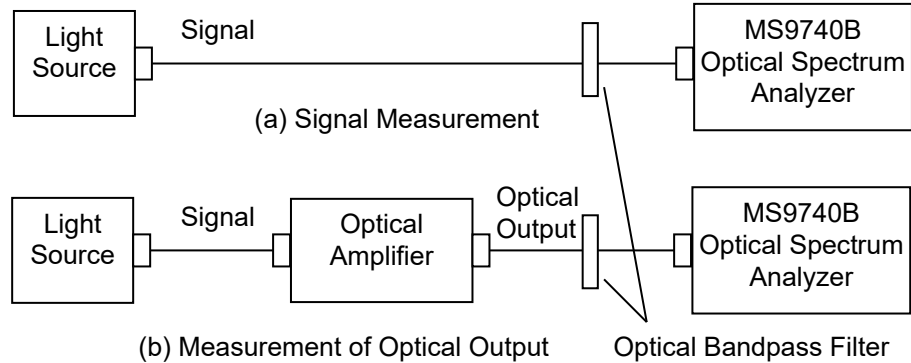 Light
Source
Signal
MS9740B
Optical Spectrum
Analyzer
(a) Signal Measurement
Light
Source
Signal
Optical
Amplifier
Optical
Output
MS9740B
Optical Spectrum
Analyzer
(b) Measurement of Optical Output
Optical Bandpass Filter